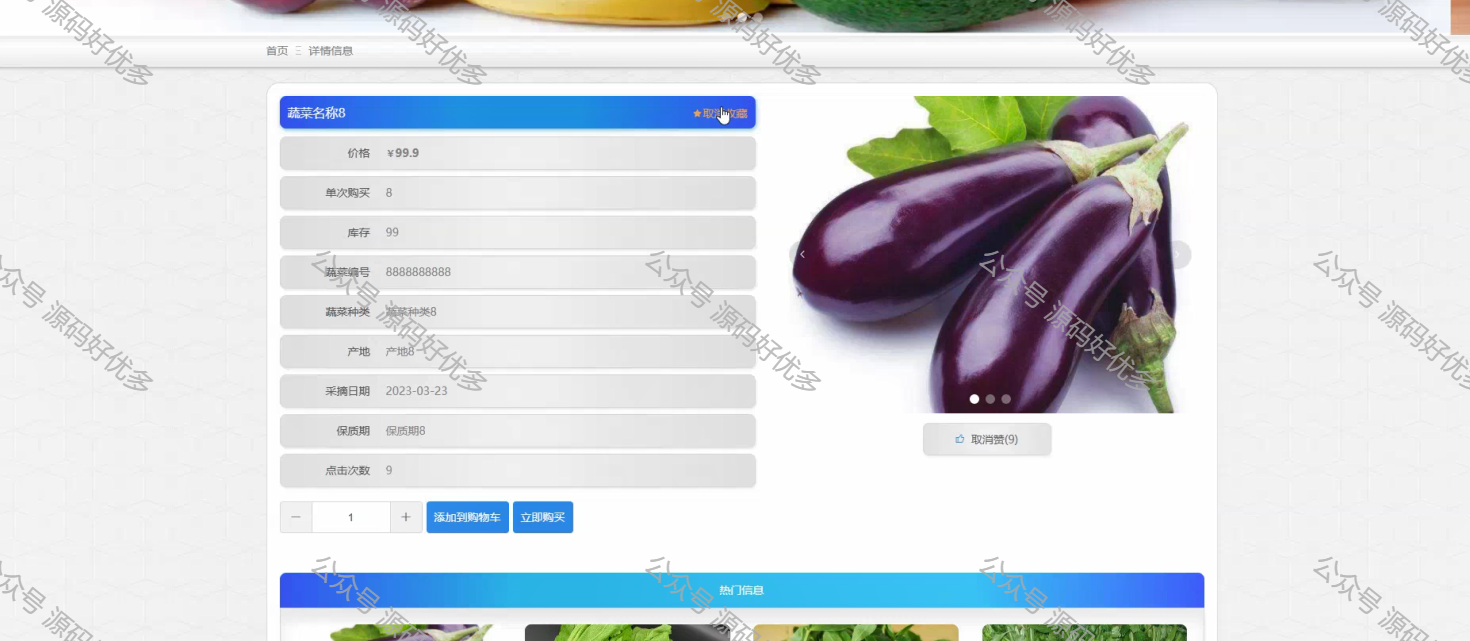 首页 详情信息
蔬菜名称8 ★取消收藏
价格 ¥99.9
单次购买 8
库存 99
蔬菜编号 8888888888
蔬菜种类 蔬菜种类8
产地 产地8
采摘日期 2023-03-23
保质期 保质期8
点击次数 9
取消赞(9)
1 添加到购物车 立即购买
热门信息
公众号 源码好优多